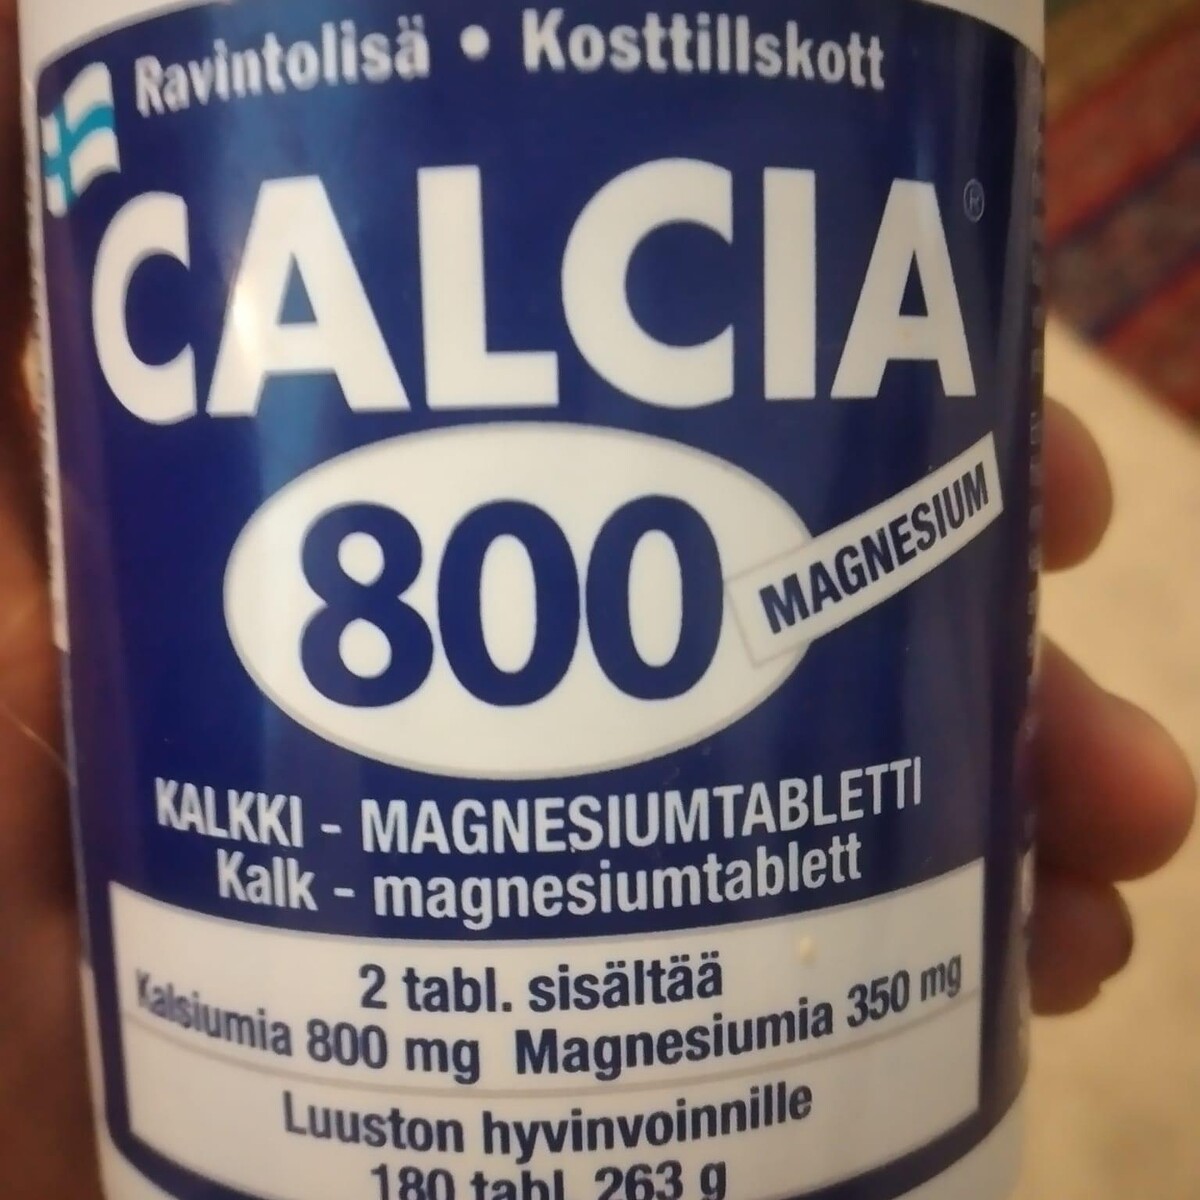 Ravintolisä • Kosttillskott
CALCIA®
800
MAGNESIUM
KALKKI - MAGNESIUMTABLETTI
Kalk - magnesiumtablett
2 tabl. sisältää
Kalsiumia 800 mg Magnesiumia 350 mg
Luuston hyvinvoinnille
180 tabl. 263 g